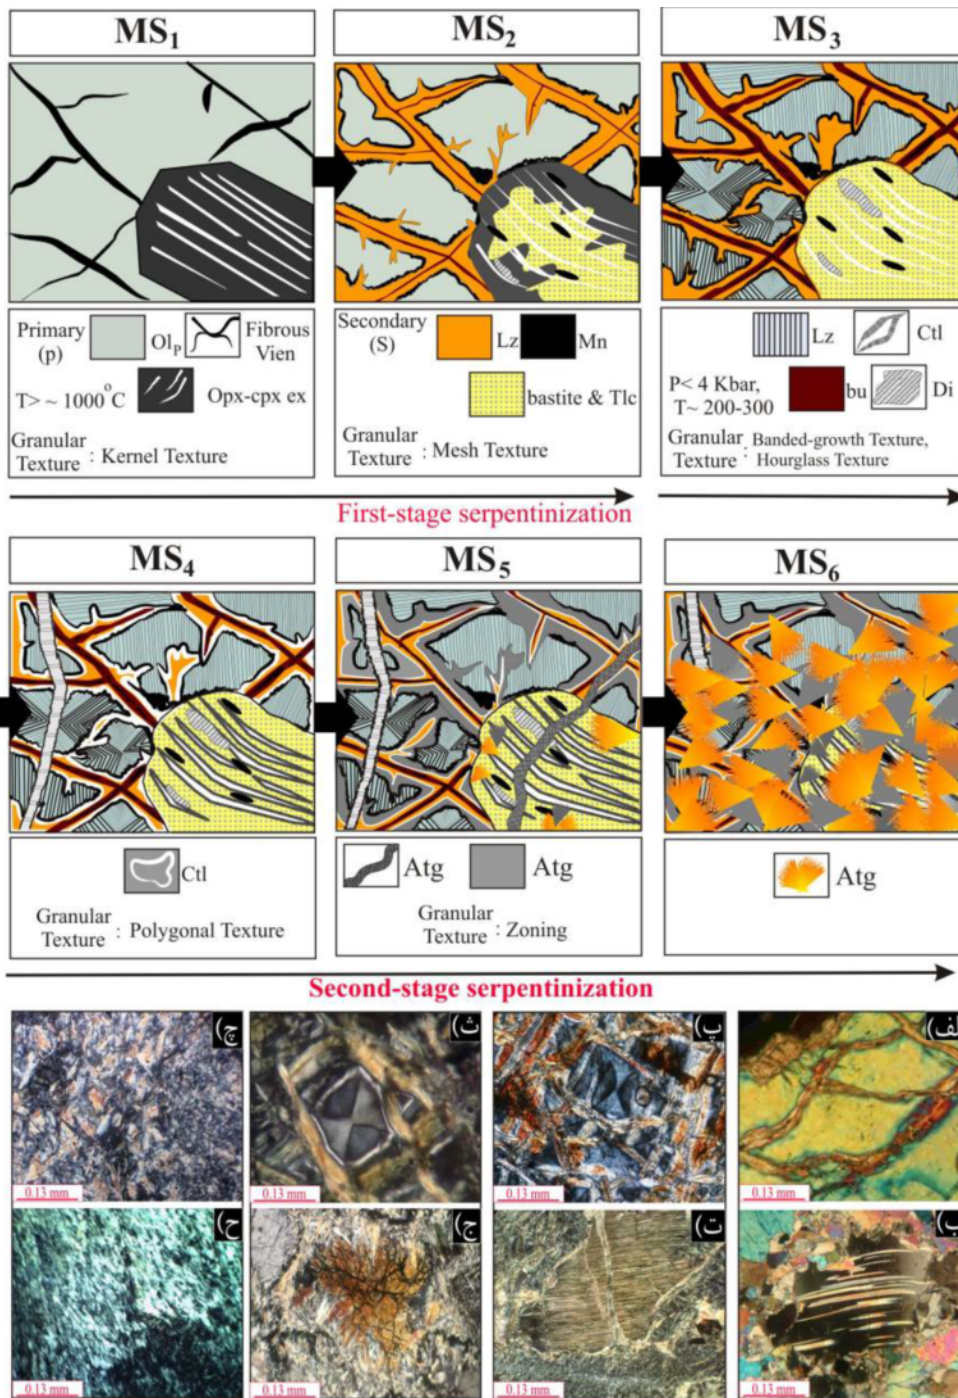 MS₁
MS₂
MS₃
Primary
(p)
Ol_P
Fibrous
Vien
T> ~ 1000°C
Opx-cpx ex
Granular
Texture : Kernel Texture
Secondary
(S)
Lz
Mn
bastite & Tlc
Granular
Texture : Mesh Texture
Lz
Ctl
P< 4 Kbar,
T~ 200-300
bu
Di
Granular
Texture : Banded-growth Texture,
Hourglass Texture
First-stage serpentinization
MS₄
MS₅
MS₆
Ctl
Granular
Texture : Polygonal Texture
Atg
Atg
Granular
Texture : Zoning
Atg
Second-stage serpentinization
چ)
ث)
پ)
الف)
0.13 mm
0.13 mm
0.13 mm
0.13 mm
ح)
ج)
ت)
ب)
0.13 mm
0.13 mm
0.13 mm
0.13 mm